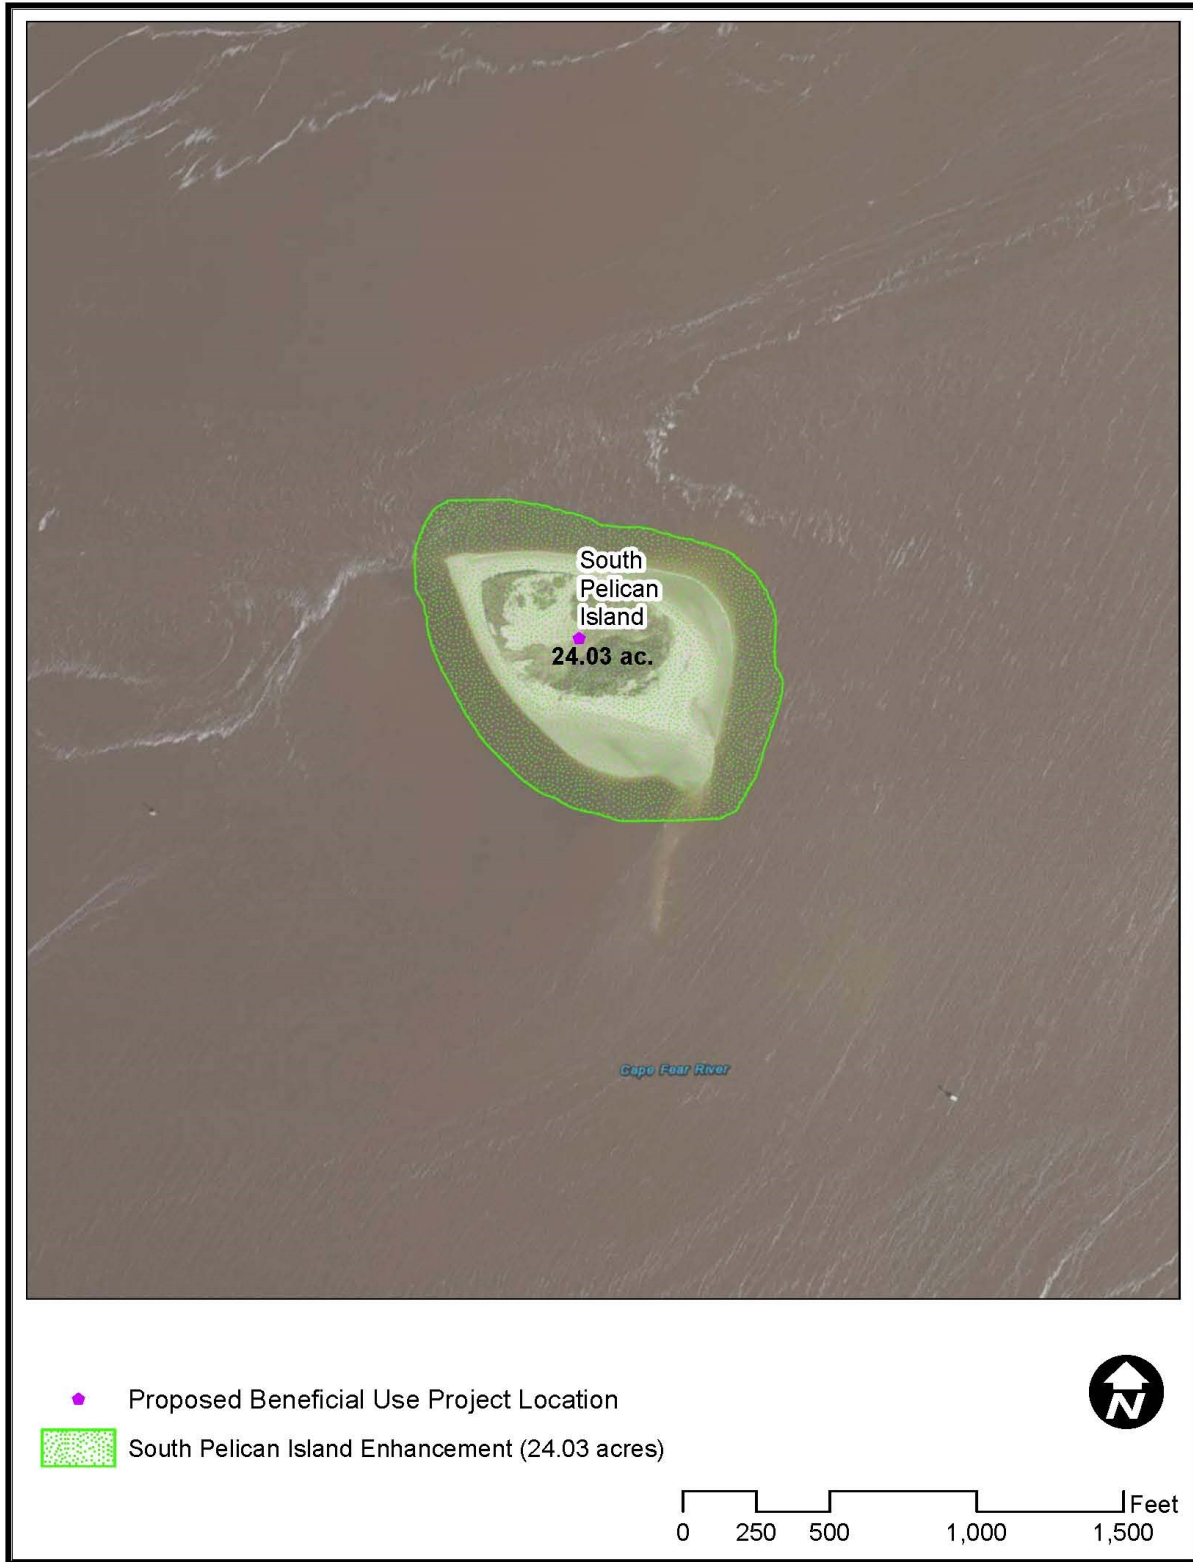 South
Pelican
Island
24.03 ac.
Cape Fear River
Proposed Beneficial Use Project Location
South Pelican Island Enhancement (24.03 acres)
N
Feet
0 250 500 1,000 1,500